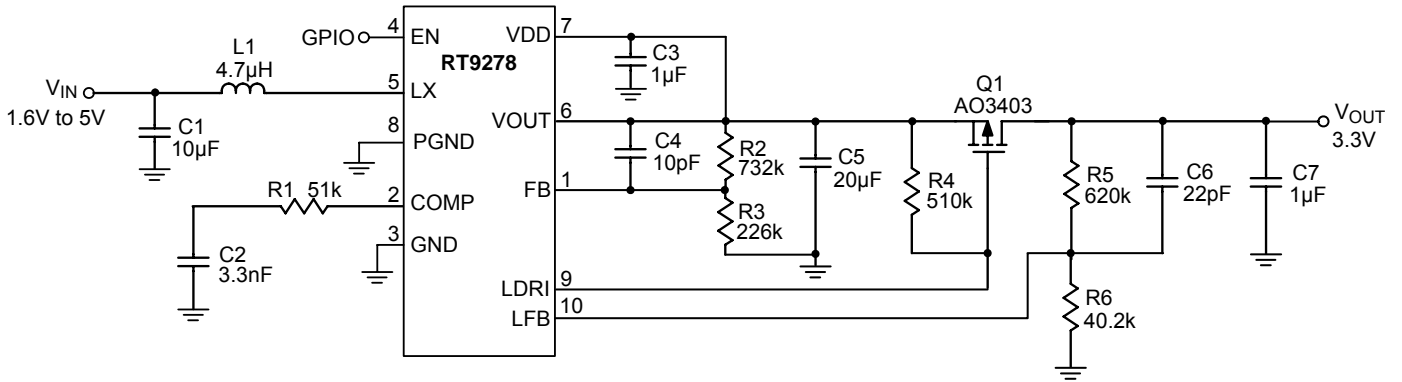 GPIO
4
EN
VDD
7
RT9278
C3
1µF
L1
4.7µH
VIN
1.6V to 5V
5
LX
C1
10µF
8
PGND
VOUT
6
C4
10pF
R2
732k
C5
20µF
Q1
AO3403
VOUT
3.3V
R4
510k
R5
620k
C6
22pF
C7
1µF
FB
1
R3
226k
R1 51k
2
COMP
3
GND
C2
3.3nF
LDRI
9
LFB
10
R6
40.2k